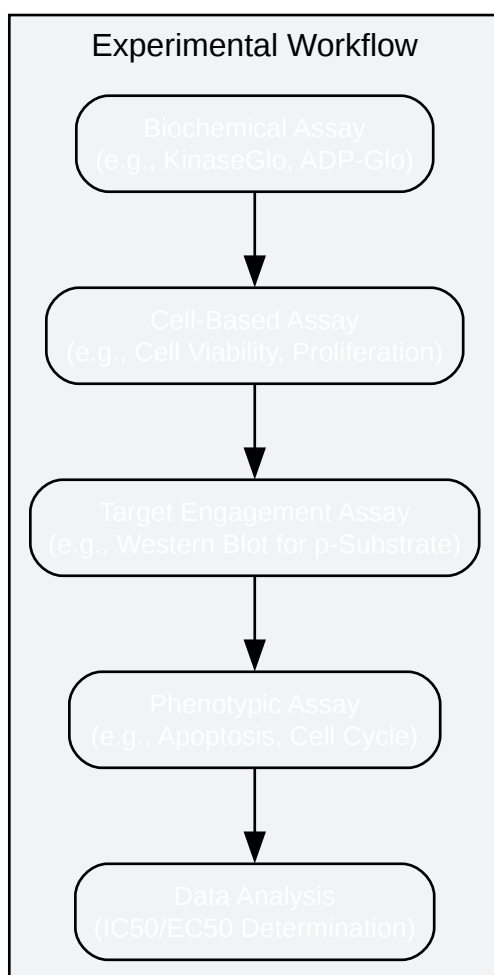 Experimental Workflow
Biochemical Assay
(e.g., KinaseGlo, ADP-Glo)
Cell-Based Assay
(e.g., Cell Viability, Proliferation)
Target Engagement Assay
(e.g., Western Blot for p-Substrate)
Phenotypic Assay
(e.g., Apoptosis, Cell Cycle)
Data Analysis
(IC50/EC50 Determination)